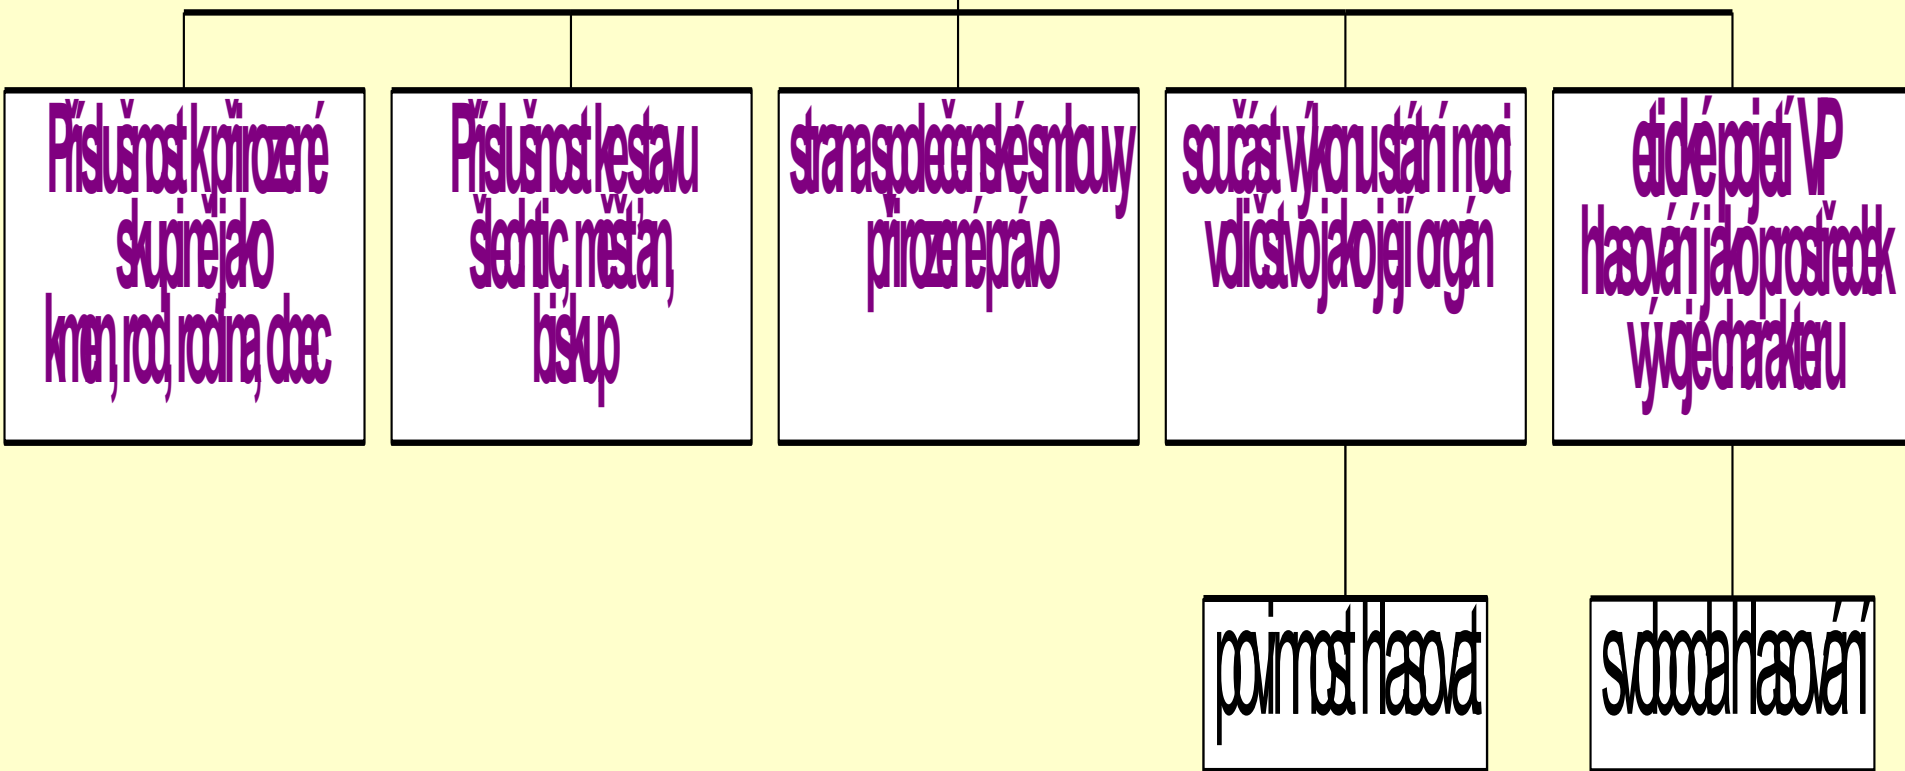 Příslušnost k přirozené
skupině jako
kmen, rod, rodina, obec
Příslušnost ke stavu
šlechtic, měšťan,
biskup
strana společenské smlouvy
přirozené právo
součást výkonu státní moci
voličstvo jako její orgán
etické pojetí VP
hlasování jako prostředek
vývoje charakteru
povinnost hlasovat
svoboda hlasování